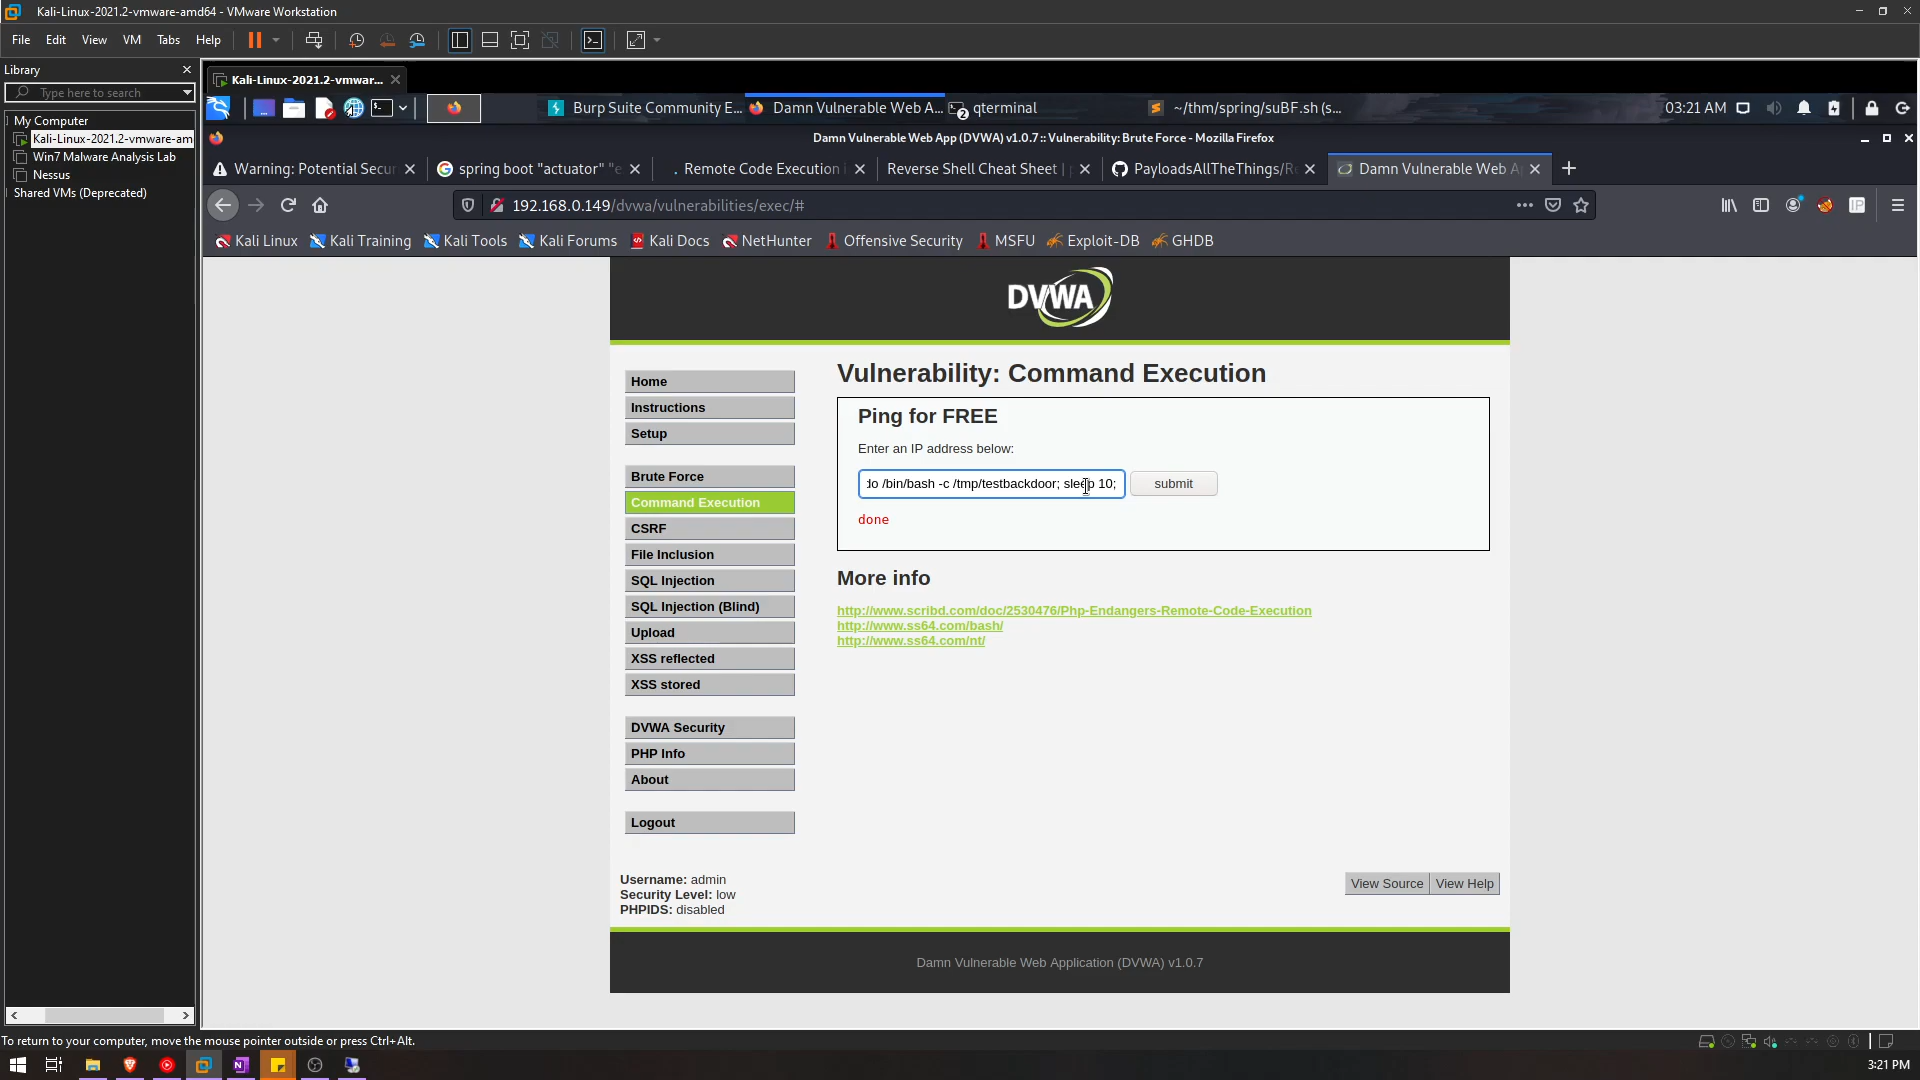 Kali-Linux-2021.2-vmware-amd64 - VMware Workstation
File Edit View VM Tabs Help
Library
Type here to search
My Computer
Kali-Linux-2021.2-vmware-am
Win7 Malware Analysis Lab
Nessus
Shared VMs (Deprecated)
Kali-Linux-2021.2-vmwar...
Burp Suite Community E... Damn Vulnerable Web A... 2 qterminal ~/thm/spring/suBF.sh (s... 03:21 AM
Damn Vulnerable Web App (DVWA) v1.0.7 :: Vulnerability: Brute Force - Mozilla Firefox
Warning: Potential Secur spring boot "actuator" "e Remote Code Execution i Reverse Shell Cheat Sheet | PayloadsAllTheThings/R Damn Vulnerable Web A
192.168.0.149/dvwa/vulnerabilities/exec/#
IP
Kali Linux Kali Training Kali Tools Kali Forums Kali Docs NetHunter Offensive Security MSFU Exploit-DB GHDB
DVWA
Vulnerability: Command Execution
Home
Instructions
Setup
Brute Force
Command Execution
CSRF
File Inclusion
SQL Injection
SQL Injection (Blind)
Upload
XSS reflected
XSS stored
DVWA Security
PHP Info
About
Logout
Ping for FREE
Enter an IP address below:
do /bin/bash -c /tmp/testbackdoor; sleep 10; submit
done
More info
http://www.scribd.com/doc/2530476/Php-Endangers-Remote-Code-Execution
http://www.ss64.com/bash/
http://www.ss64.com/nt/
Username: admin
Security Level: low
PHPIDS: disabled
View Source View Help
Damn Vulnerable Web Application (DVWA) v1.0.7
To return to your computer, move the mouse pointer outside or press Ctrl+Alt.
3:21 PM